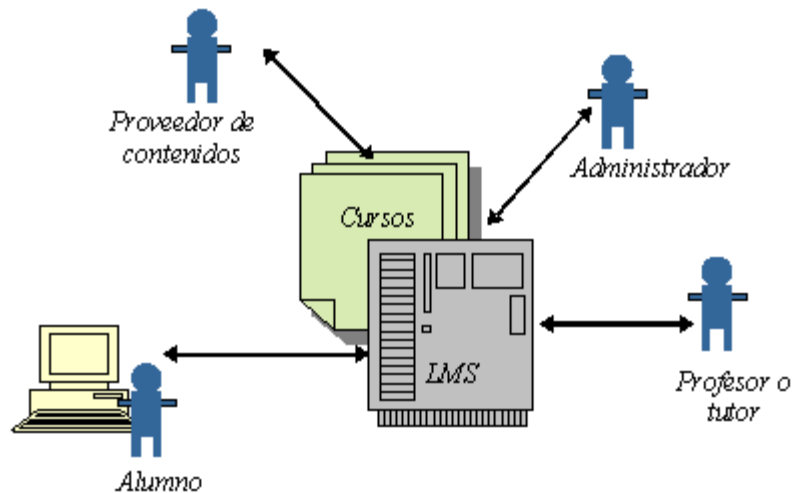 Proveedor de
contenidos
Administrador
Cursos
LMS
Profesor o
tutor
Alumno